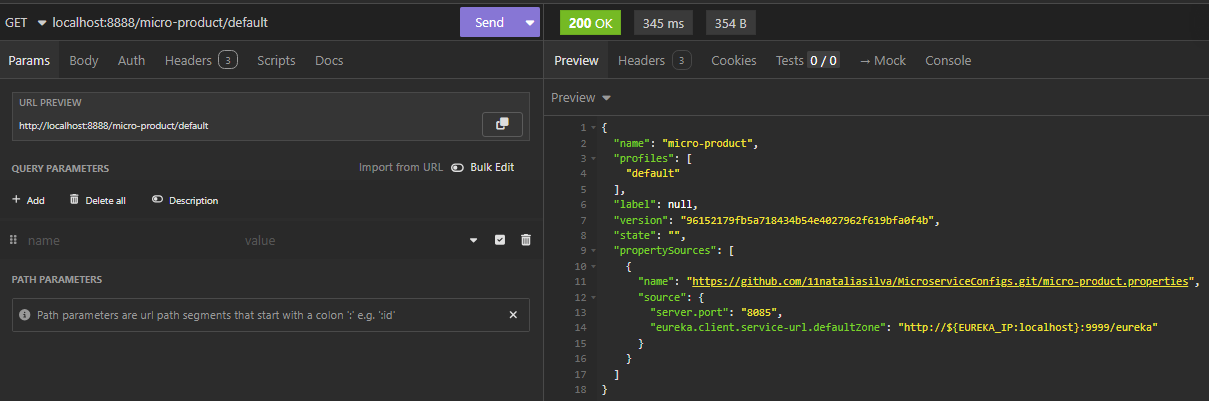 GET localhost:8888/micro-product/default Send
200 OK 345 ms 354 B
Params Body Auth Headers 3 Scripts Docs
Preview Headers 3 Cookies Tests 0 / 0 → Mock Console
URL PREVIEW
http://localhost:8888/micro-product/default
QUERY PARAMETERS Import from URL Bulk Edit
+ Add Delete all Description
name value
PATH PARAMETERS
Path parameters are url path segments that start with a colon ':' e.g. ':id'
Preview
1 {
2 "name": "micro-product",
3 "profiles": [
4 "default"
5 ],
6 "label": null,
7 "version": "96152179fb5a718434b54e4027962f619bfa0f4b",
8 "state": "",
9 "propertySources": [
10 {
11 "name": "https://github.com/11nataliasilva/MicroserviceConfigs.git/micro-product.properties",
12 "source": {
13 "server.port": "8085",
14 "eureka.client.service-url.defaultZone": "http://${EUREKA_IP:localhost}:9999/eureka"
15 }
16 }
17 ]
18 }